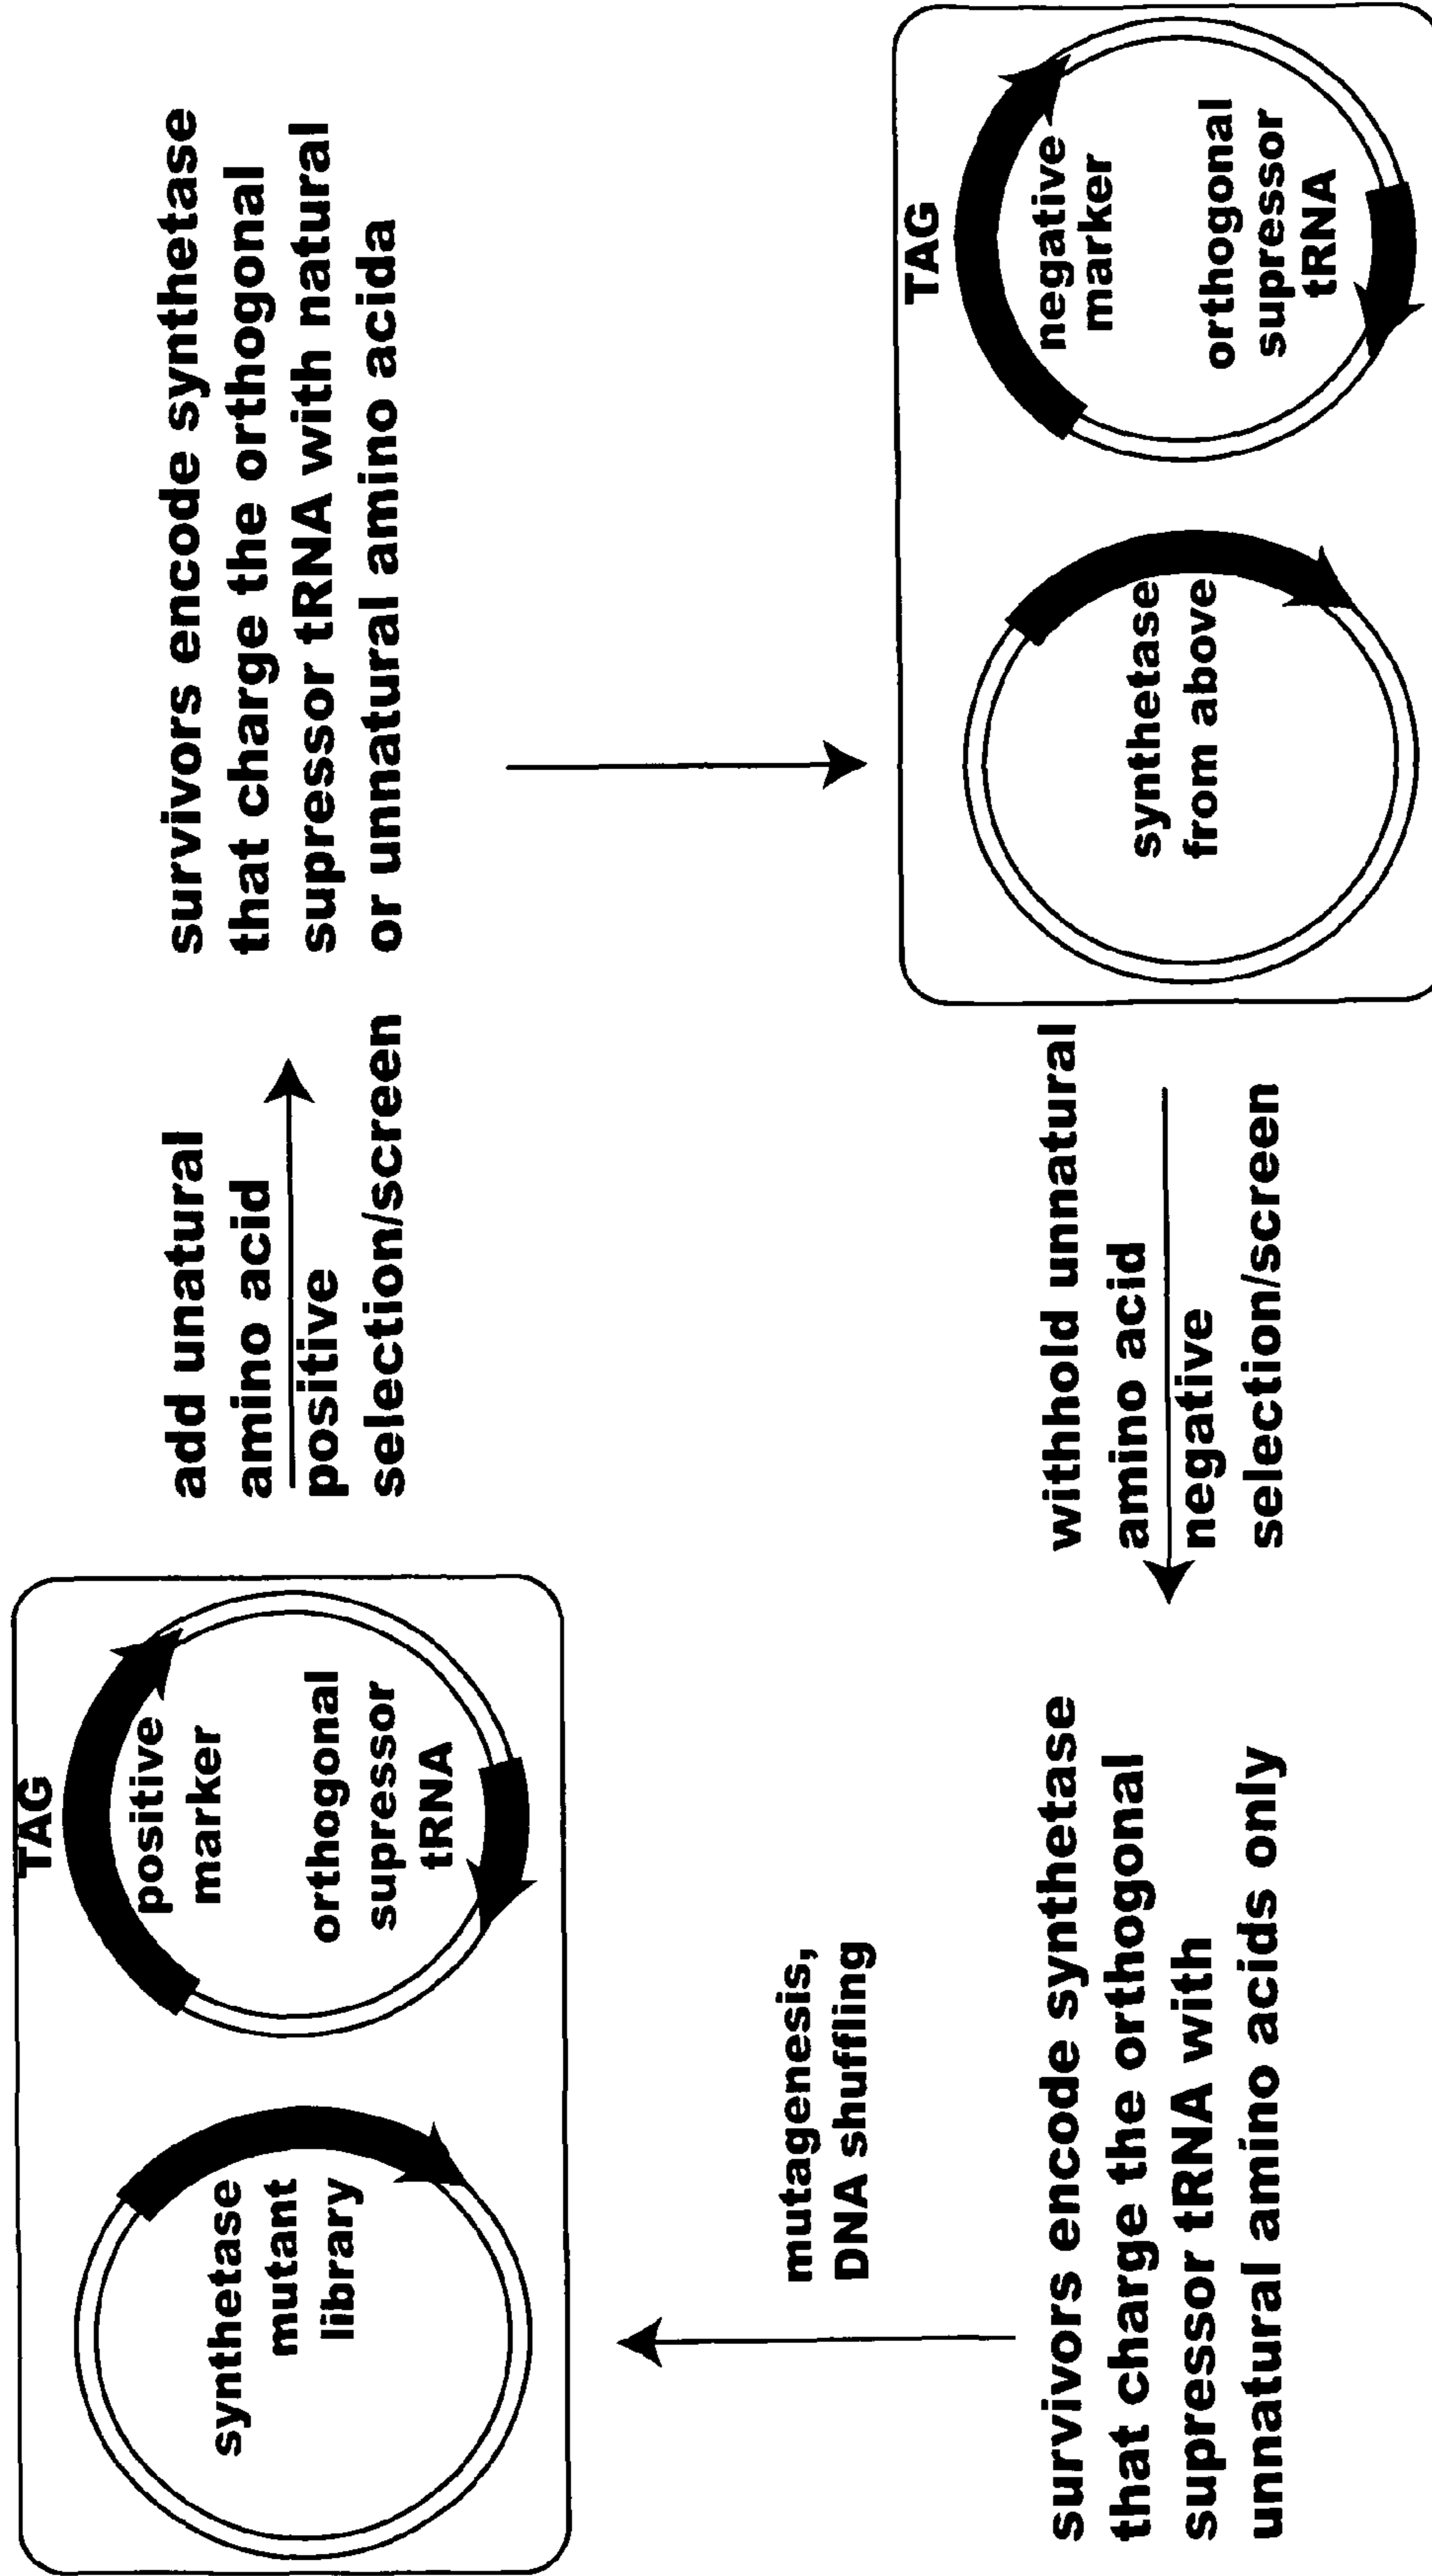 TAG
synthetase
mutant
library
positive
marker
orthogonal
supressor
tRNA
add unatural
amino acid
positive
selection/screen
survivors encode synthetase
that charge the orthogonal
supressor tRNA with natural
or unnatural amino acida
TAG
synthetase
from above
negative
marker
orthogonal
supressor
tRNA
withhold unnatural
amino acid
negative
selection/screen
survivors encode synthetase
that charge the orthogonal
supressor tRNA with
unnatural amino acids only
mutagenesis,
DNA shuffling